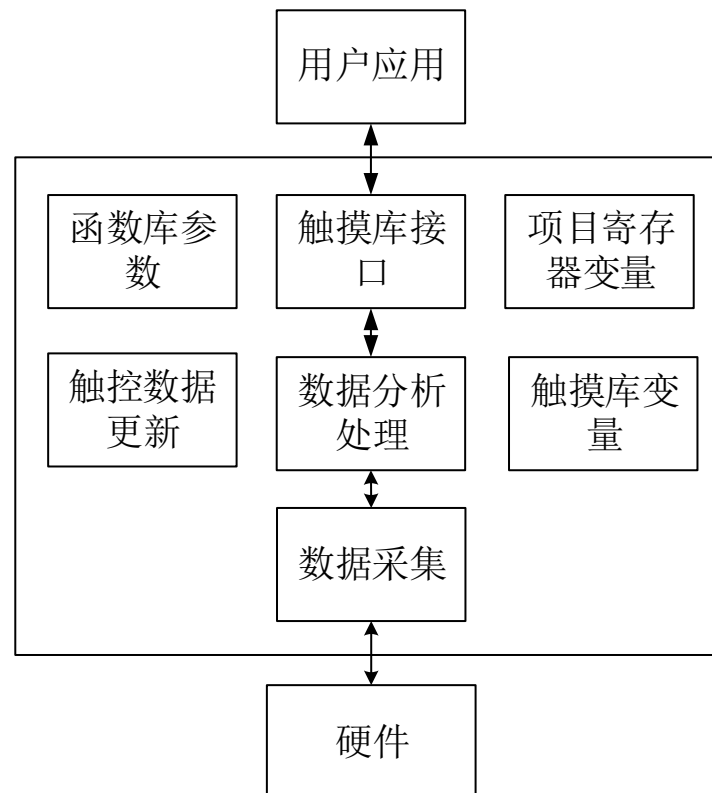 用户应用
函数库参
数
触摸库接
口
项目寄存
器变量
触控数据
更新
数据分析
处理
触摸库变
量
数据采集
硬件